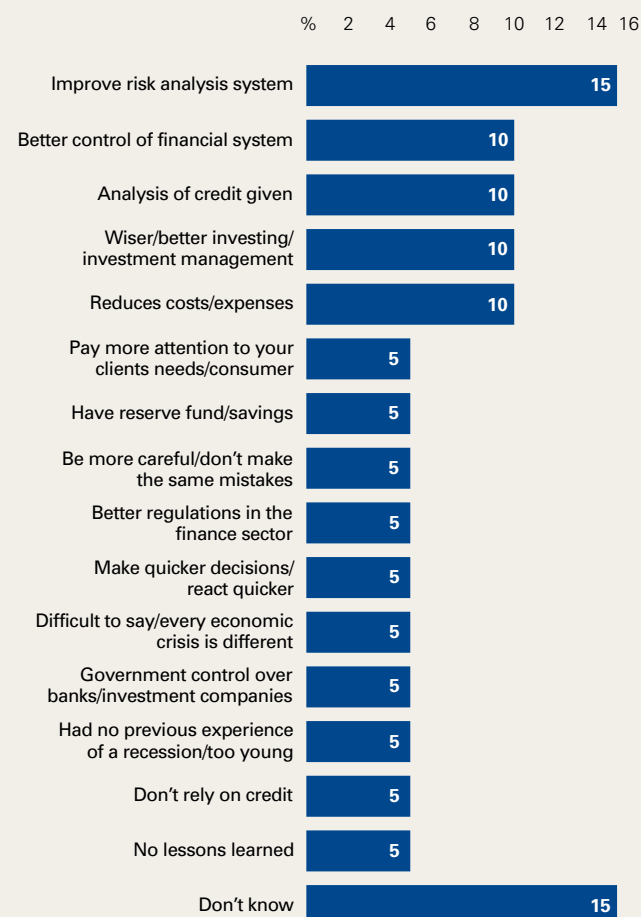 % 2 4 6 8 10 12 14 16
Improve risk analysis system 15
Better control of financial system 10
Analysis of credit given 10
Wiser/better investing/
investment management 10
Reduces costs/expenses 10
Pay more attention to your
clients needs/consumer 5
Have reserve fund/savings 5
Be more careful/don't make
the same mistakes 5
Better regulations in the
finance sector 5
Make quicker decisions/
react quicker 5
Difficult to say/every economic
crisis is different 5
Government control over
banks/investment companies 5
Had no previous experience
of a recession/too young 5
Don't rely on credit 5
No lessons learned 5
Don't know 15